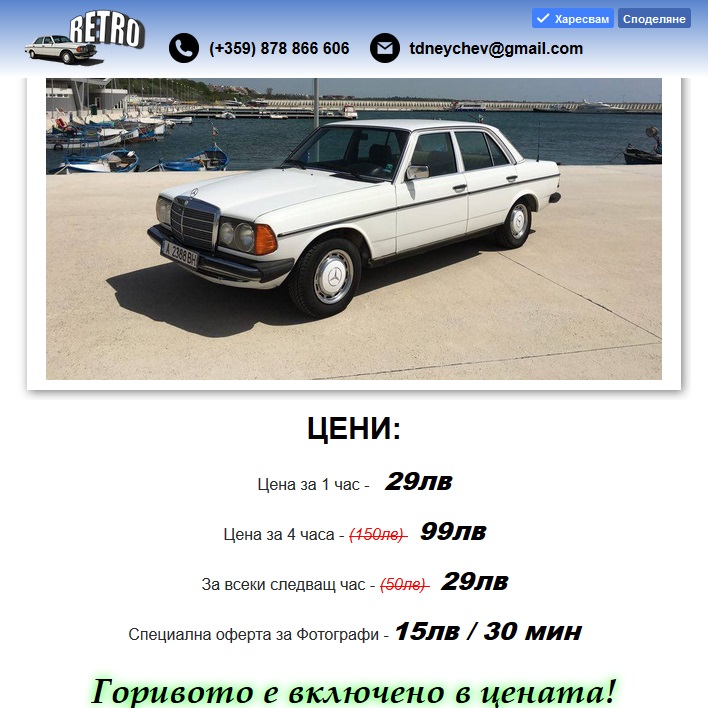 RETRO
Харесвам Споделяне
(+359) 878 866 606 tdneychev@gmail.com
A 2388 BH
ЦЕНИ:
Цена за 1 час - 29лв
Цена за 4 часа - (150лв) 99лв
За всеки следващ час - (50лв) 29лв
Специална оферта за Фотографи - 15лв / 30 мин
Горивото е включено в цената!